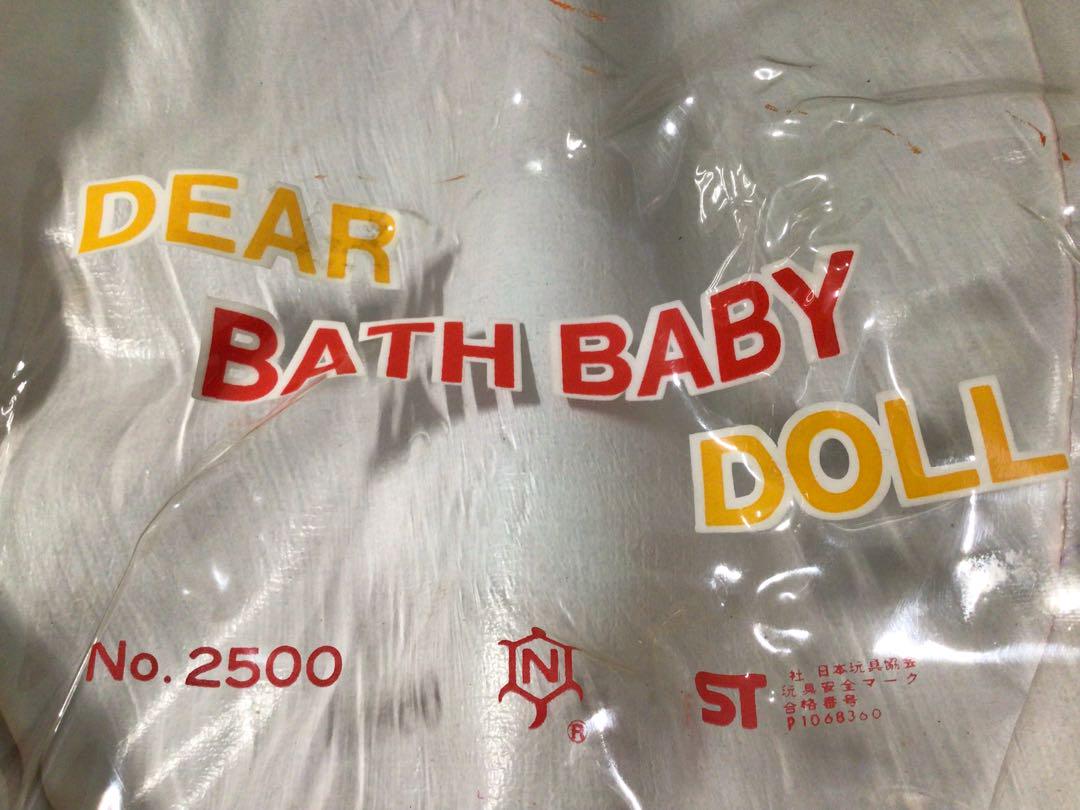 DEAR
BATH BABY
DOLL
No. 2500
N
®
ST
社 日本玩具協会
玩具安全マーク
合格番号
P1068360